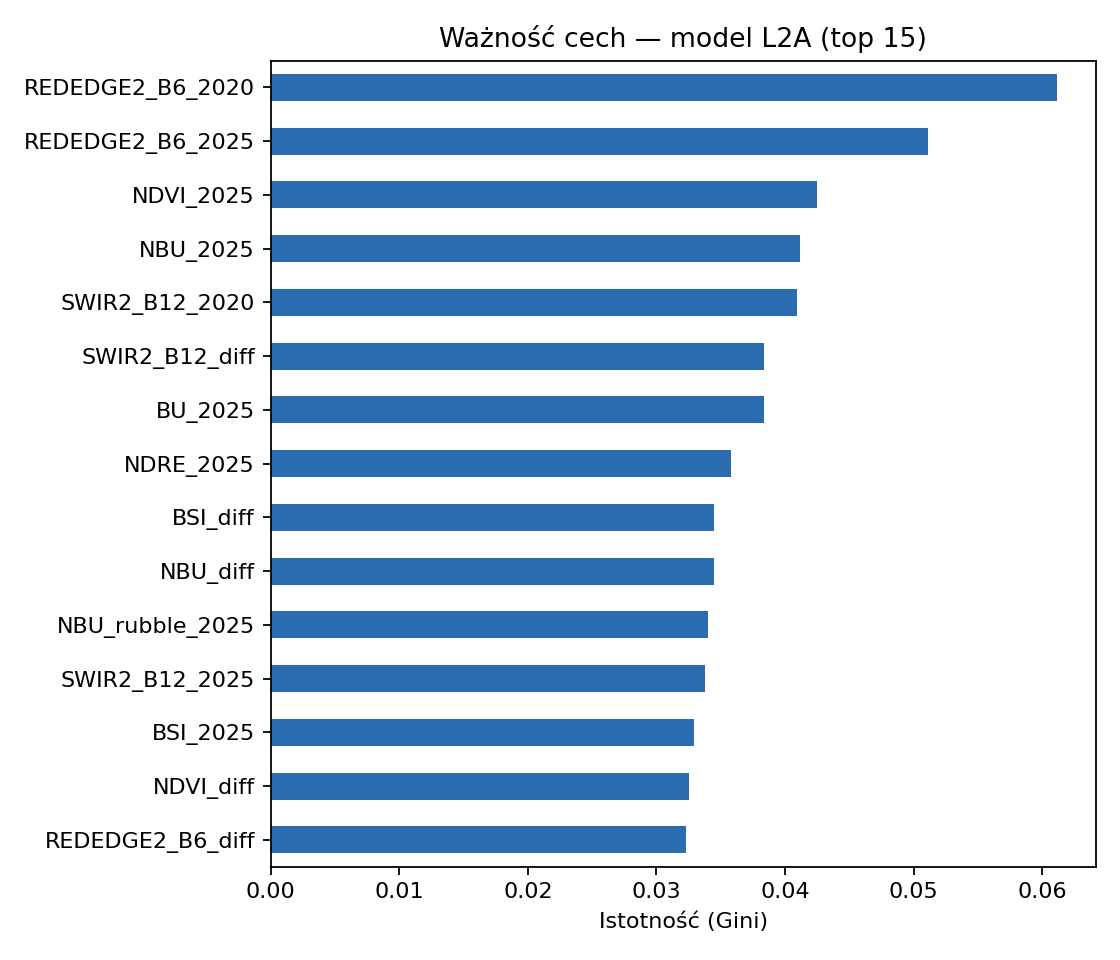 Ważność cech — model L2A (top 15)
REDEDGE2_B6_2020
REDEDGE2_B6_2025
NDVI_2025
NBU_2025
SWIR2_B12_2020
SWIR2_B12_diff
BU_2025
NDRE_2025
BSI_diff
NBU_diff
NBU_rubble_2025
SWIR2_B12_2025
BSI_2025
NDVI_diff
REDEDGE2_B6_diff
0.00 0.01 0.02 0.03 0.04 0.05 0.06
Istotność (Gini)